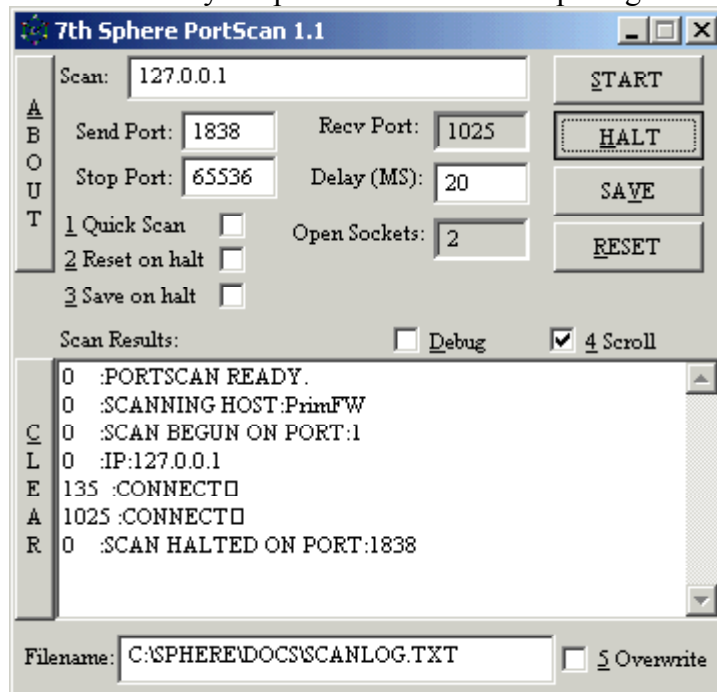 7th Sphere PortScan 1.1
Scan: 127.0.0.1
START
ABOUT
Send Port: 1838
Recv Port: 1025
HALT
Stop Port: 65536
Delay (MS): 20
SAVE
1 Quick Scan
Open Sockets: 2
RESET
2 Reset on halt
3 Save on halt
Scan Results:
Debug
4 Scroll
CLEAR
0 :PORTSCAN READY.
0 :SCANNING HOST:PrimFW
0 :SCAN BEGUN ON PORT:1
0 :IP:127.0.0.1
135 :CONNECT▯
1025 :CONNECT▯
0 :SCAN HALTED ON PORT:1838
Filename: C:\SPHERE\DOCS\SCANLOG.TXT
5 Overwrite